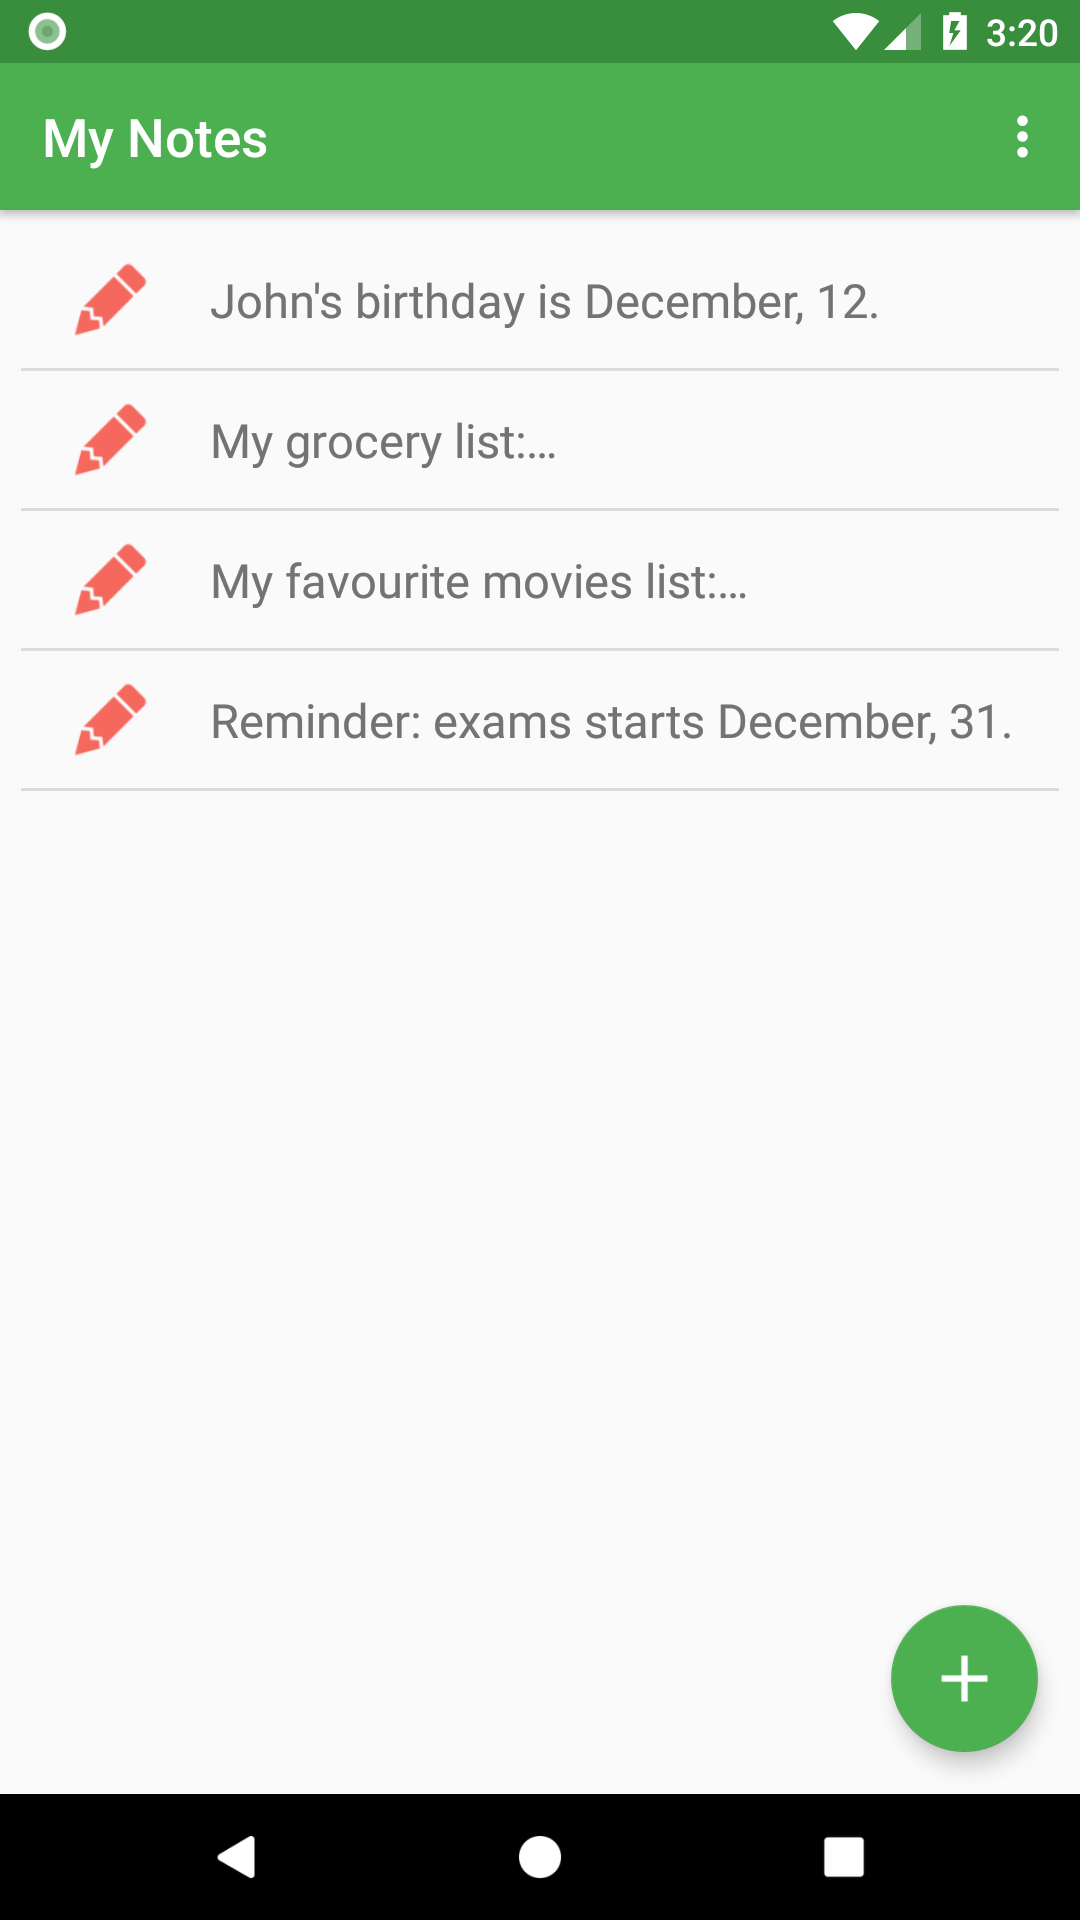 3:20
My Notes
John's birthday is December, 12.
My grocery list:...
My favourite movies list:...
Reminder: exams starts December, 31.